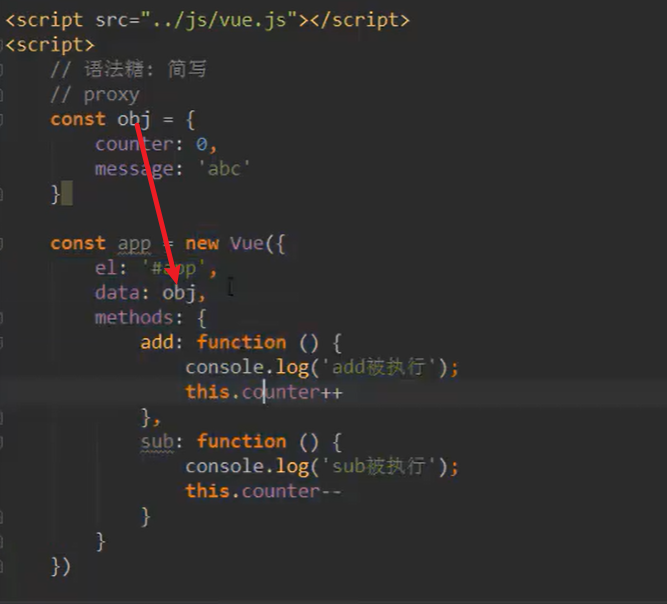 <script src="../js/vue.js"></script>
<script>
// 语法糖: 简写
// proxy
const obj = {
counter: 0,
message: 'abc'
}
const app = new Vue({
el: '#app',
data: obj,
methods: {
add: function () {
console.log('add被执行');
this.counter++
},
sub: function () {
console.log('sub被执行');
this.counter--
}
}
})